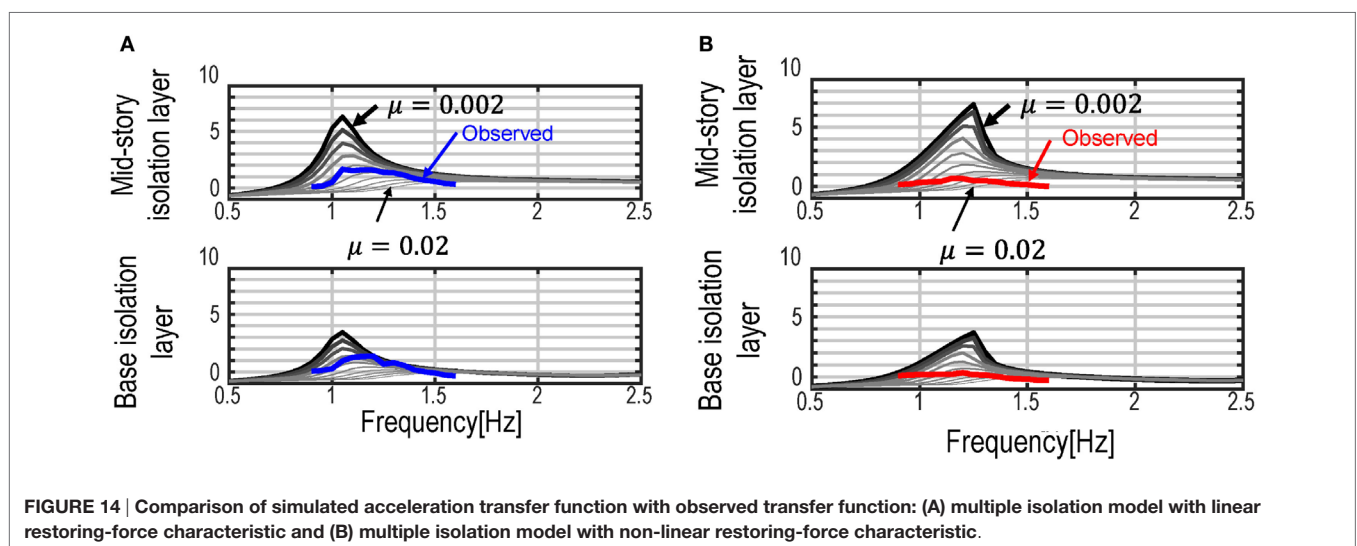 A
Mid-story
isolation layer
10
5
0
μ = 0.002
Observed
0.5
1
1.5
2
2.5
μ = 0.02
Base isolation
layer
10
5
0
0.5
1
1.5
2
2.5
Frequency[Hz]
B
Mid-story
isolation layer
10
5
0
μ = 0.002
Observed
0.5
1
1.5
2
2.5
μ = 0.02
Base isolation
layer
10
5
0
0.5
1
1.5
2
2.5
Frequency[Hz]
FIGURE 14 | Comparison of simulated acceleration transfer function with observed transfer function: (A) multiple isolation model with linear
restoring-force characteristic and (B) multiple isolation model with non-linear restoring-force characteristic.